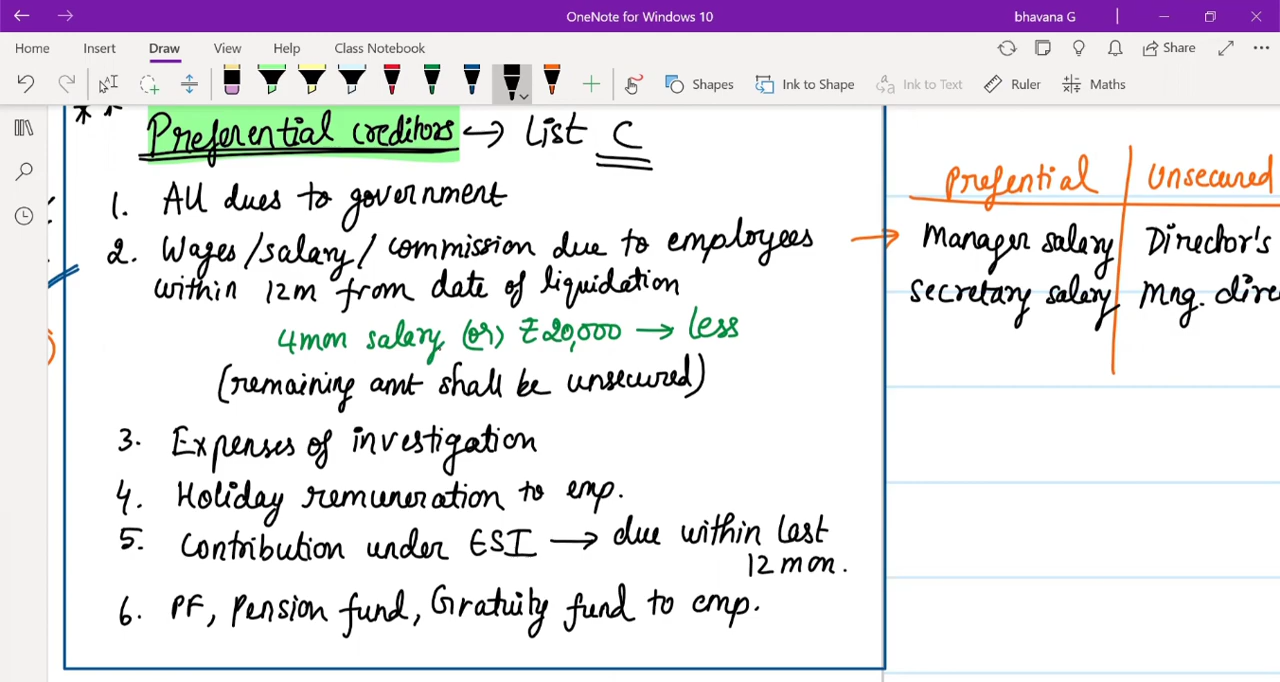 OneNote for Windows 10
bhavana G
Home Insert Draw View Help Class Notebook
Share
Shapes Ink to Shape Ink to Text Ruler Maths
Preferential creditors → List C
1. All dues to government
2. Wages/salary/commission due to employees
within 12m from date of liquidation
4mon salary (or) ₹20,000 → less
(remaining amt shall be unsecured)
3. Expenses of investigation
4. Holiday remuneration to emp.
5. Contribution under ESI → due within last
12 mon.
6. PF, Pension fund, Gratuity fund to emp.
Prefential Unsecured
Manager salary Director's
Secretary salary Mng. dire